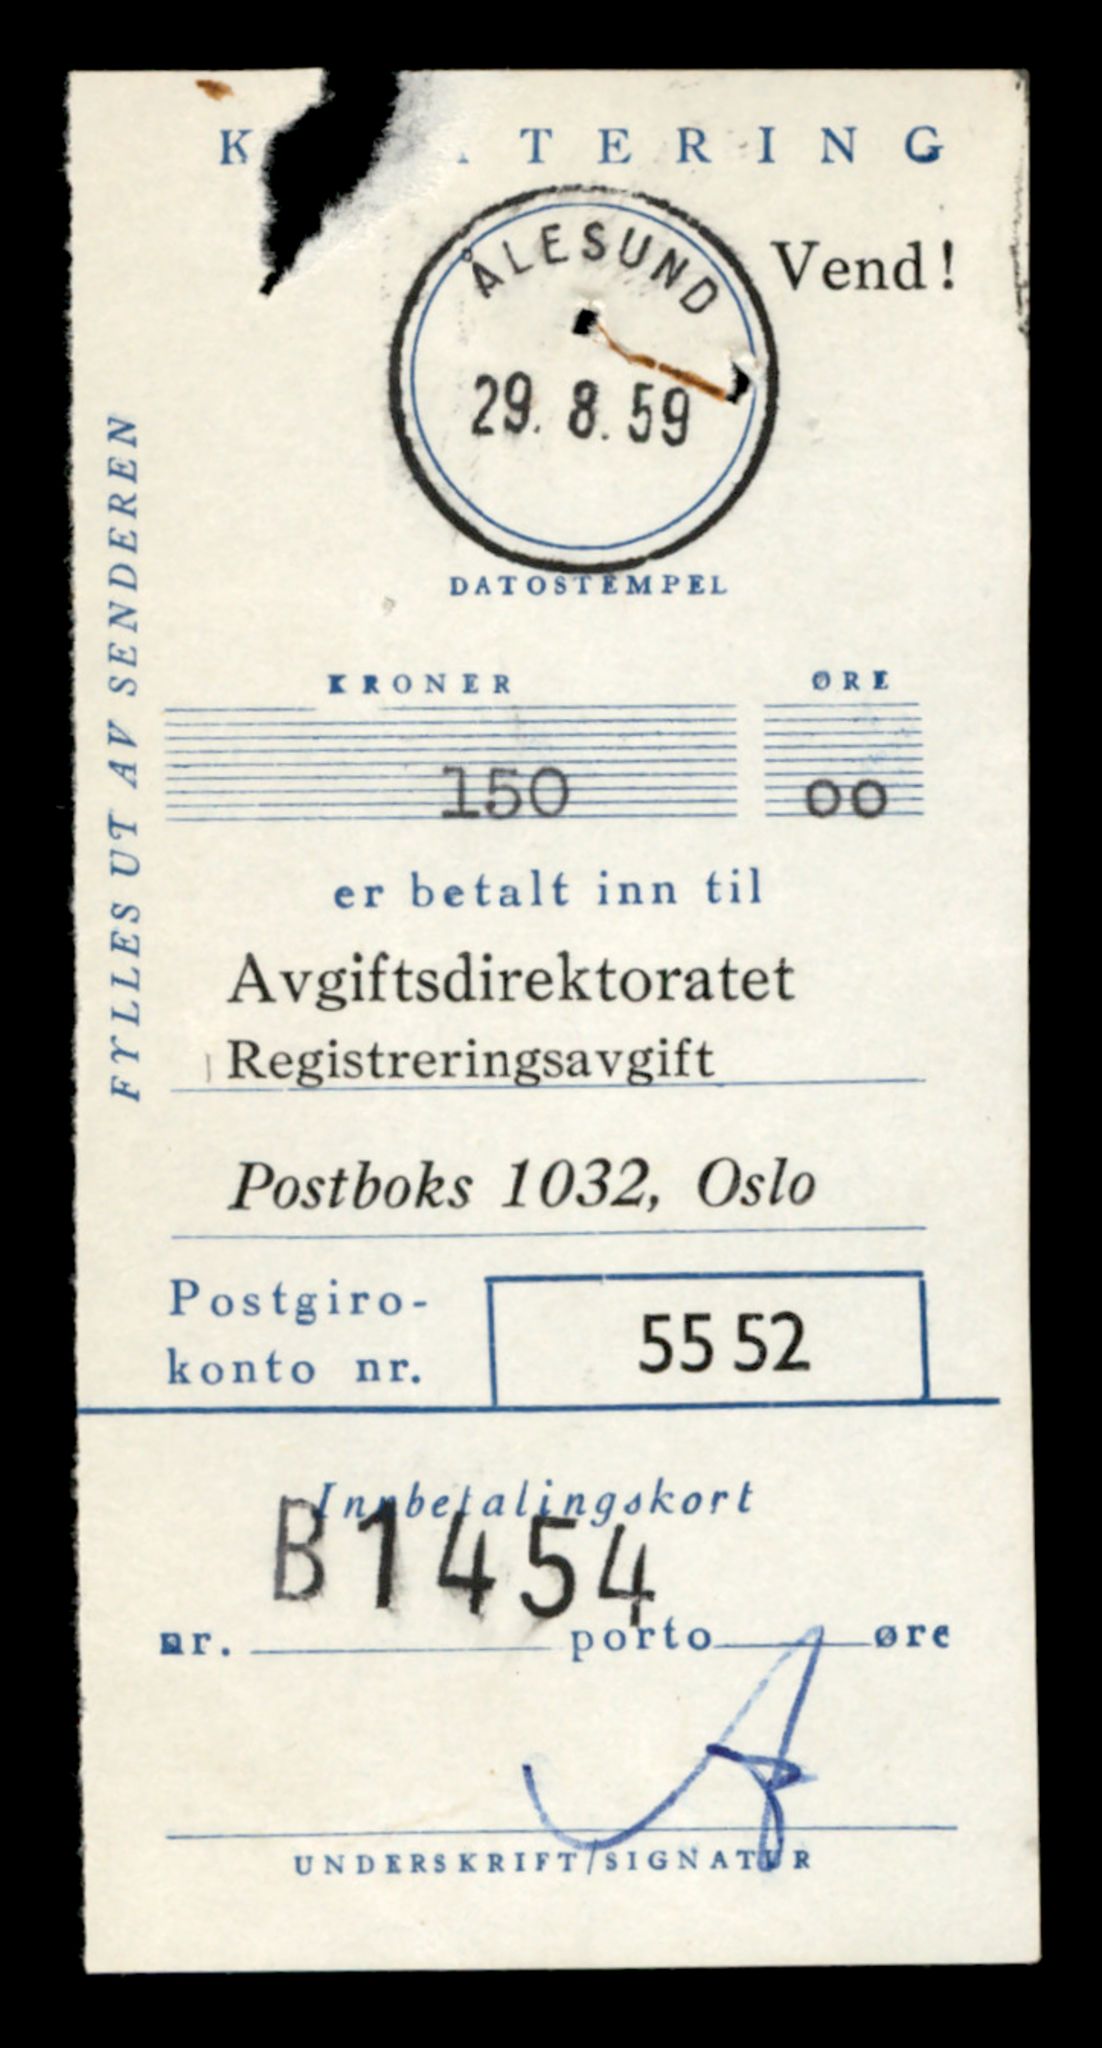 K TERING
Vend!
ÅLESUND
29. 8. 59
DATOSTEMPEL
FYLLES UT AV SENDEREN
KRONER ØRE
150 00
er betalt inn til
Avgiftsdirektoratet
Registreringsavgift
Postboks 1032, Oslo
Postgiro-
konto nr. 55 52
Innbetalingskort
B1454
nr. porto øre
UNDERSKRIFT/SIGNATUR